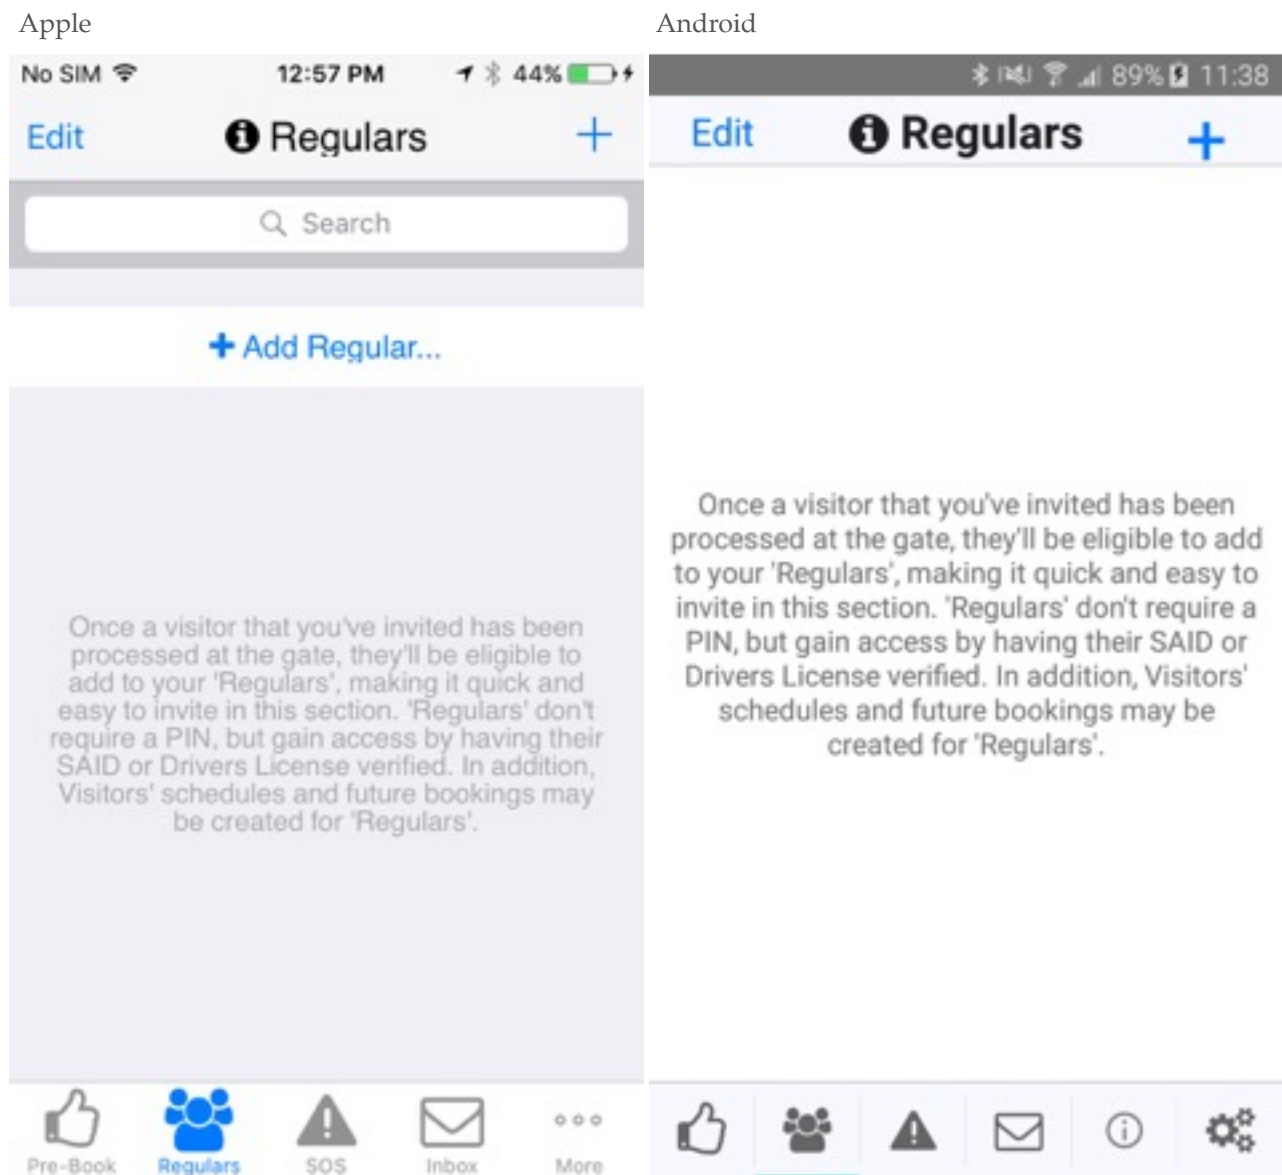 Apple
No SIM 12:57 PM 44%
Edit Regulars +
Search
+ Add Regular...
Once a visitor that you've invited has been
processed at the gate, they'll be eligible to
add to your 'Regulars', making it quick and
easy to invite in this section. 'Regulars' don't
require a PIN, but gain access by having their
SAID or Drivers License verified. In addition,
Visitors' schedules and future bookings may
be created for 'Regulars'.
Pre-Book Regulars SOS Inbox More
Android
89% 11:38
Edit Regulars +
Once a visitor that you've invited has been
processed at the gate, they'll be eligible to add
to your 'Regulars', making it quick and easy to
invite in this section. 'Regulars' don't require a
PIN, but gain access by having their SAID or
Drivers License verified. In addition, Visitors'
schedules and future bookings may be
created for 'Regulars'.